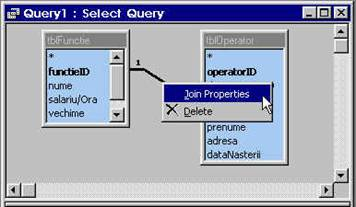 Query1 : Select Query
tblFunctie
*
functieID
nume
salariu/Ora
vechime
1
tblOperator
*
operatorID
Join Properties
Delete
prenume
adresa
dataNasterii